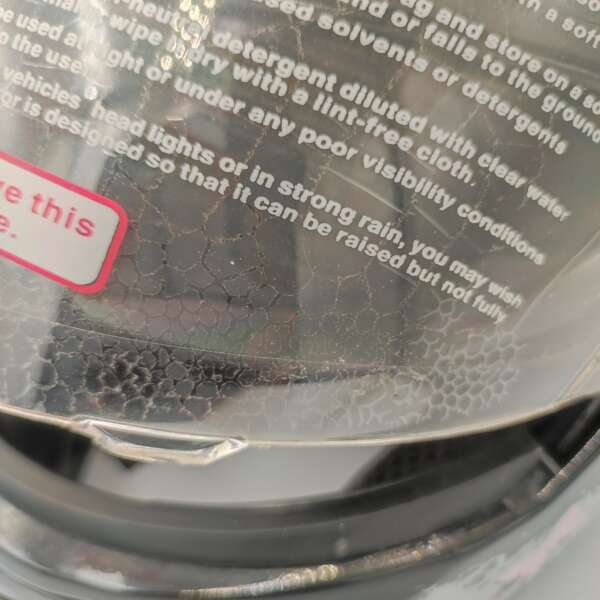 ag and store on a so
in a soft
nd or falls to the ground
sed solvents or detergents
-neutral detergent diluted with clear water
wipe dry with a lint-free cloth.
be used at night or under any poor visibility conditions
o the use
vehicles' head lights or in strong rain, you may wish
or is designed so that it can be raised but not fully
ve this
e.